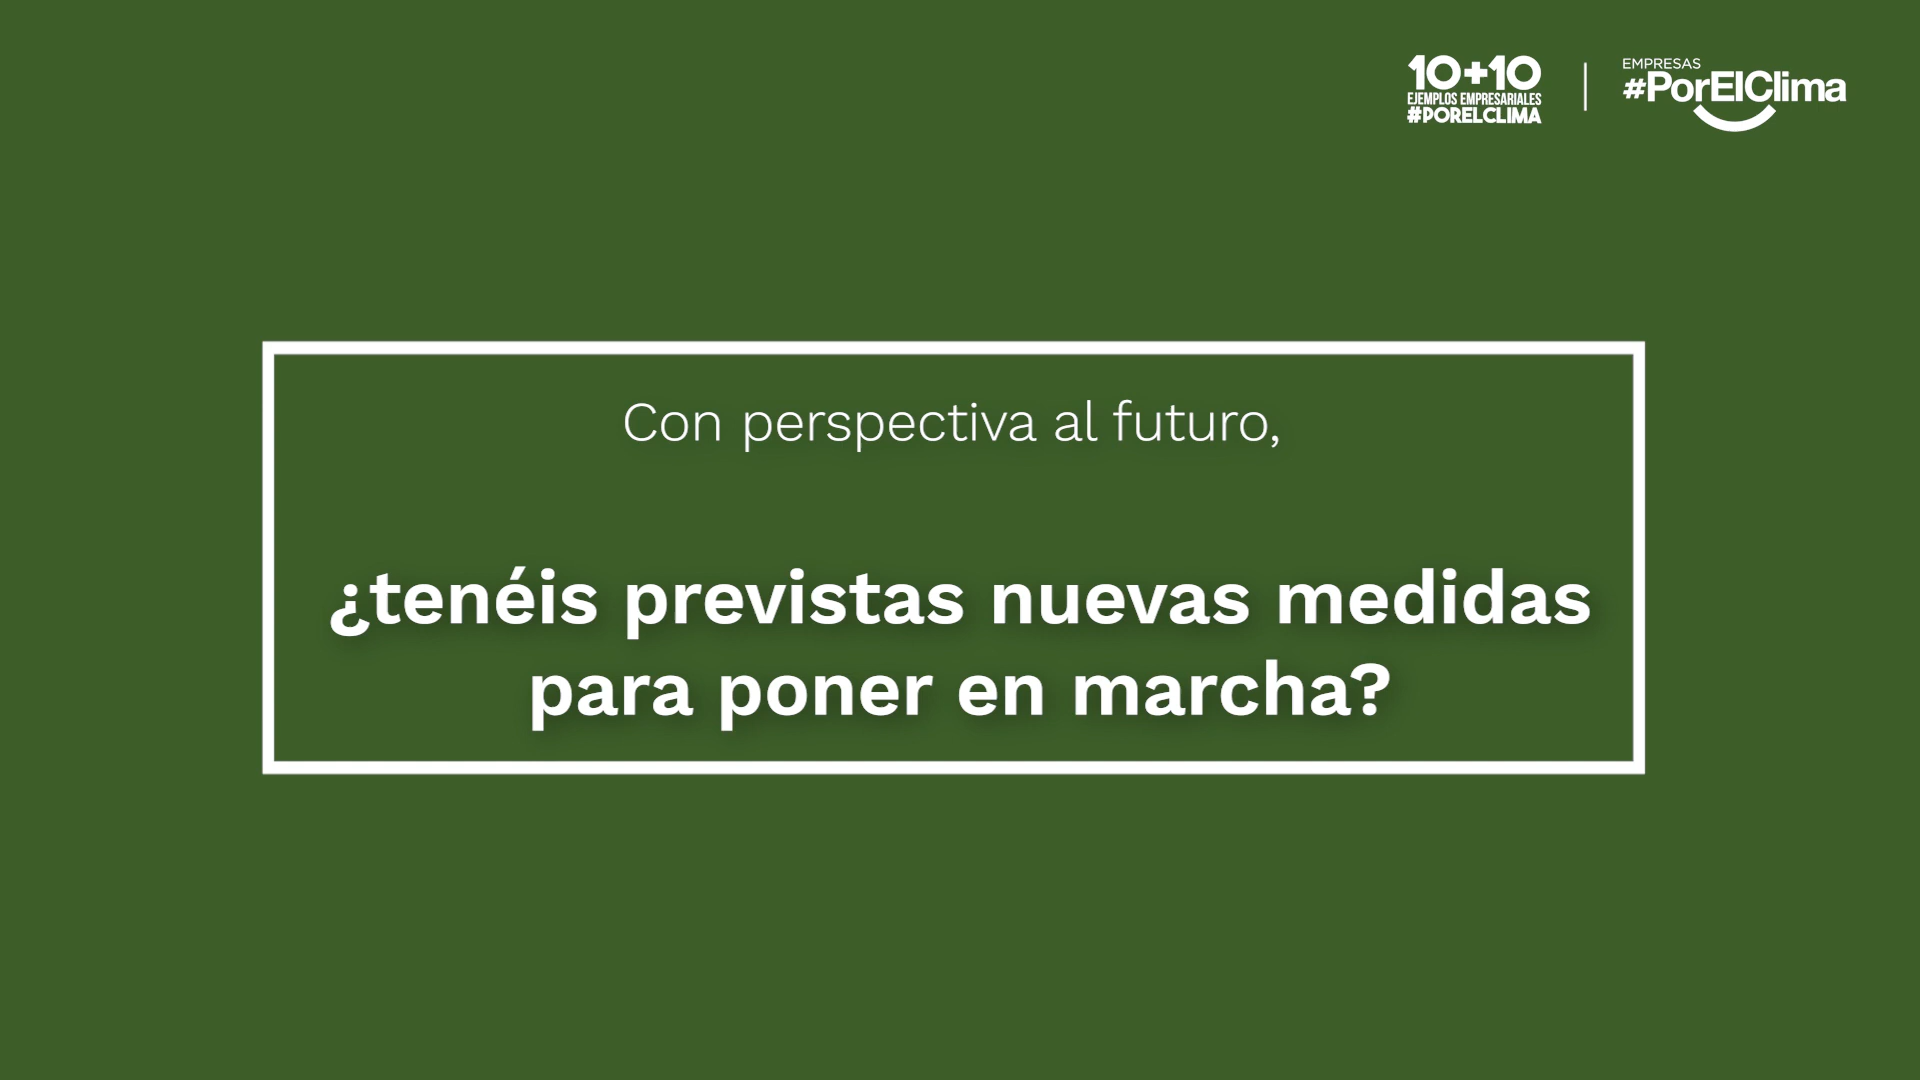 10+10
EJEMPLOS EMPRESARIALES
#PORELCLIMA
EMPRESAS
#PorElClima
Con perspectiva al futuro,
¿tenéis previstas nuevas medidas
para poner en marcha?